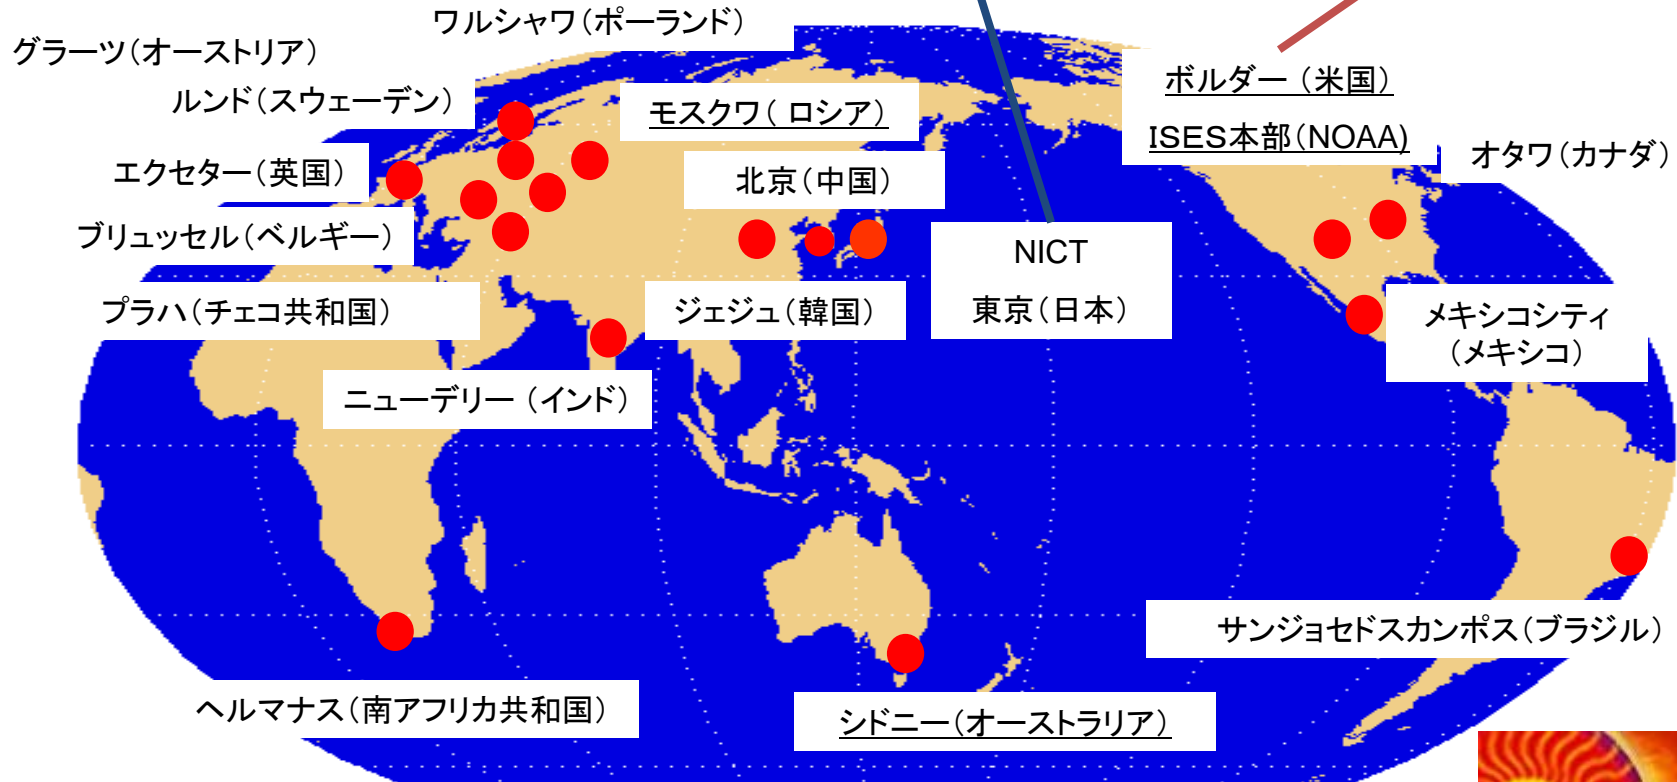 ワルシャワ（ポーランド）
グラーツ（オーストリア）
ルンド（スウェーデン）
モスクワ（ ロシア）
ボルダー （米国）
ISES本部（NOAA)
オタワ（カナダ）
エクセター（英国）
北京（中国）
ブリュッセル（ベルギー）
NICT
東京（日本）
プラハ（チェコ共和国）
ジェジュ（韓国）
メキシコシティ
（メキシコ）
ニューデリー （インド）
サンジョセドスカンポス（ブラジル）
ヘルマナス（南アフリカ共和国）
シドニー（オーストラリア）